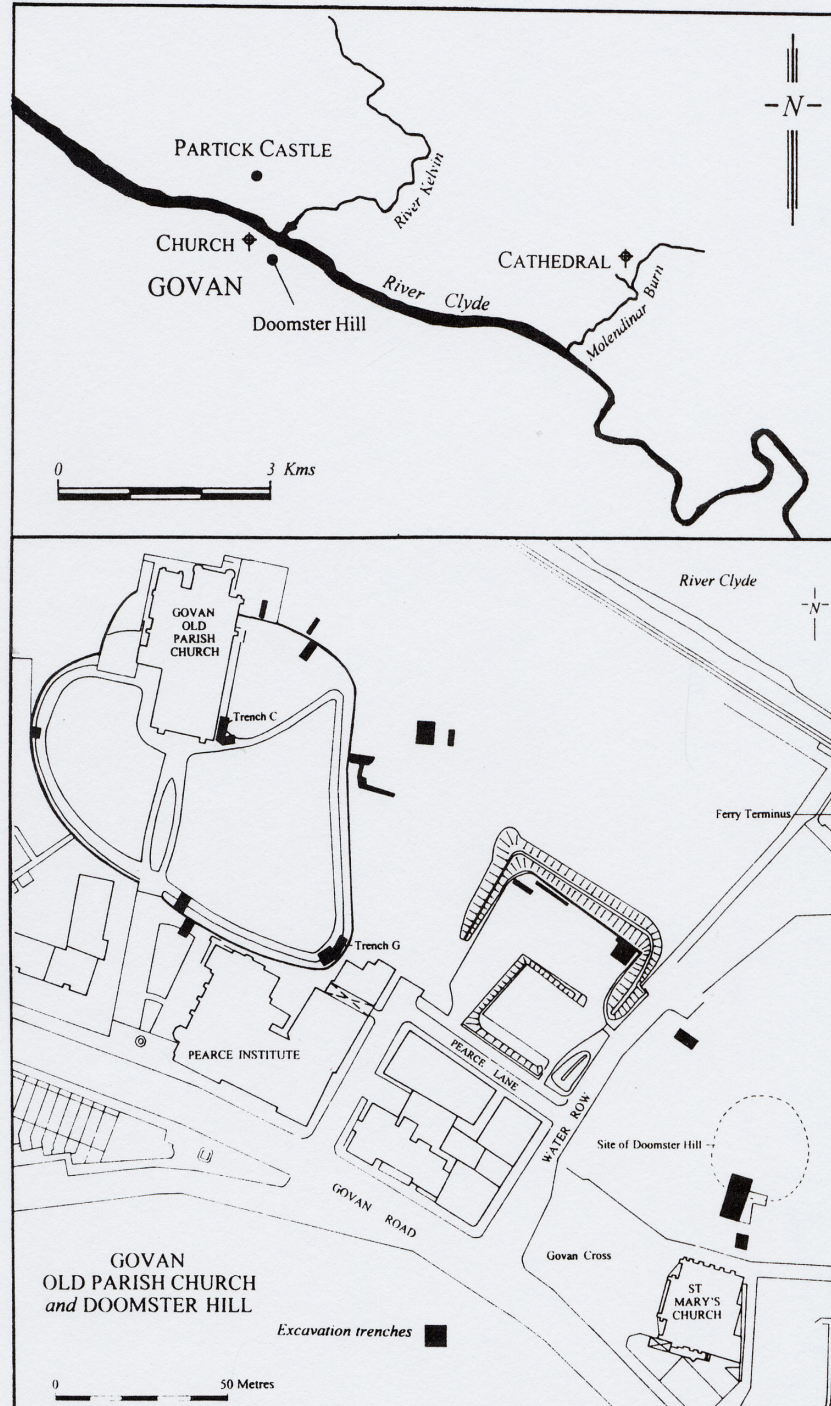 -N-
PARTICK CASTLE
River Kelvin
CHURCH
CATHEDRAL
GOVAN
River Clyde
Molendinar Burn
Doomster Hill
0 3 Kms
River Clyde
-N-
GOVAN
OLD
PARISH
CHURCH
Trench C
Ferry Terminus
Trench G
PEARCE INSTITUTE
PEARCE LANE
WATER ROW
Site of Doomster Hill
GOVAN ROAD
Govan Cross
GOVAN
OLD PARISH CHURCH
and DOOMSTER HILL
ST
MARY'S
CHURCH
Excavation trenches
0 50 Metres